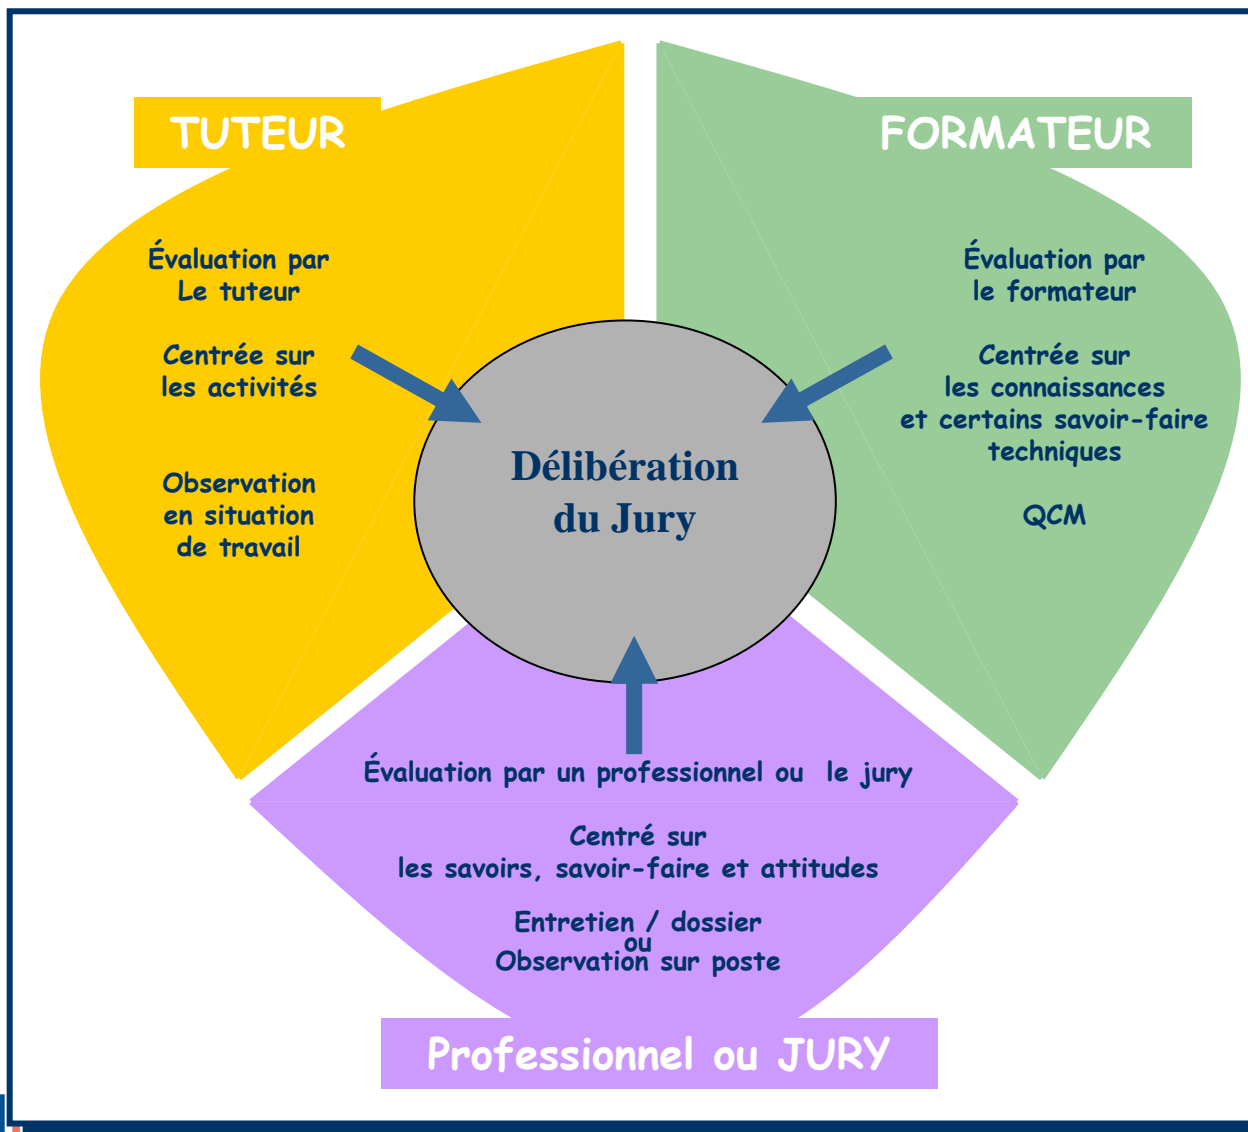 TUTEUR
Évaluation par
Le tuteur
Centrée sur
les activités
Observation
en situation
de travail
FORMATEUR
Évaluation par
le formateur
Centrée sur
les connaissances
et certains savoir-faire
techniques
QCM
Délibération
du Jury
Évaluation par un professionnel ou  le jury
Centré sur
les savoirs, savoir-faire et attitudes
Entretien / dossier
ou
Observation sur poste
Professionnel ou JURY